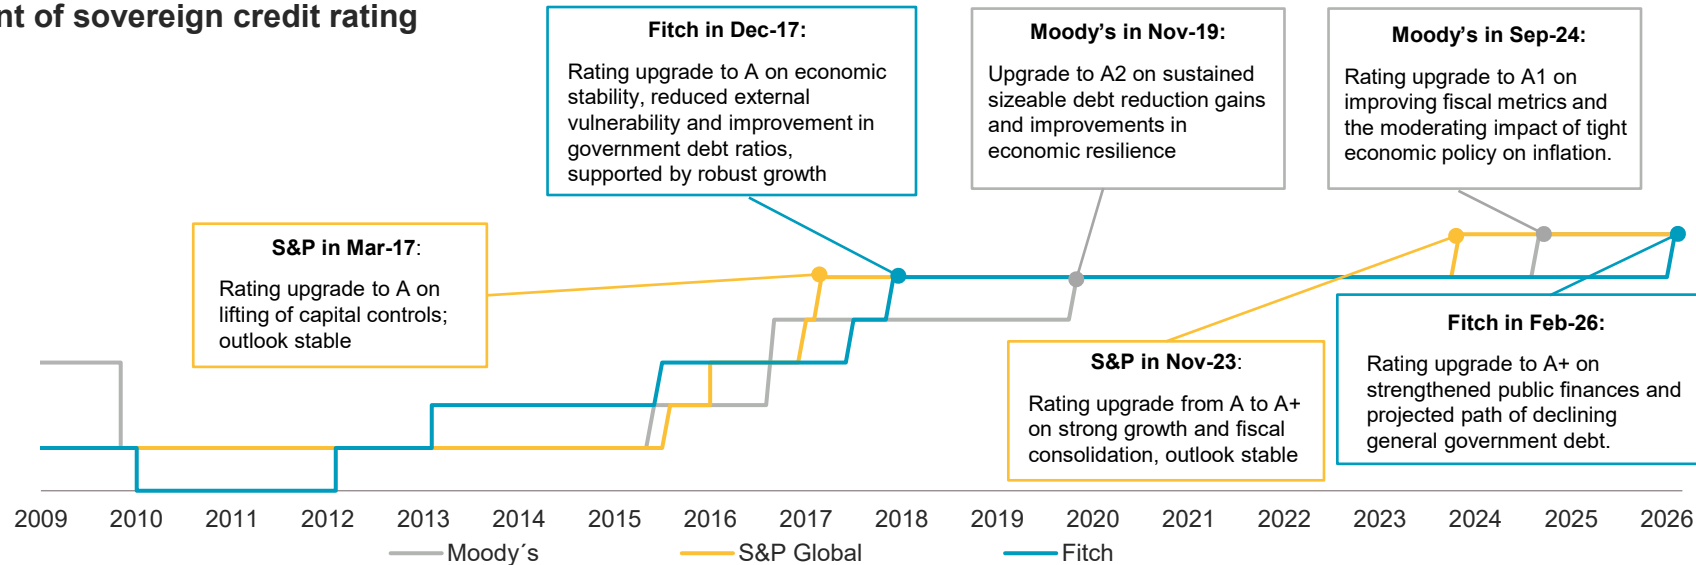 nt of sovereign credit rating
Fitch in Dec-17:
Rating upgrade to A on economic
stability, reduced external
vulnerability and improvement in
government debt ratios,
supported by robust growth
Moody’s in Nov-19:
Upgrade to A2 on sustained
sizeable debt reduction gains
and improvements in
economic resilience
Moody’s in Sep-24:
Rating upgrade to A1 on
improving fiscal metrics and
the moderating impact of tight
economic policy on inflation.
S&P in Mar-17:
Rating upgrade to A on
lifting of capital controls;
outlook stable
S&P in Nov-23:
Rating upgrade from A to A+
on strong growth and fiscal
consolidation, outlook stable
Fitch in Feb-26:
Rating upgrade to A+ on
strengthened public finances and
projected path of declining
general government debt.
2009 2010 2011 2012 2013 2014 2015 2016 2017 2018 2019 2020 2021 2022 2023 2024 2025 2026
Moody´s S&P Global Fitch